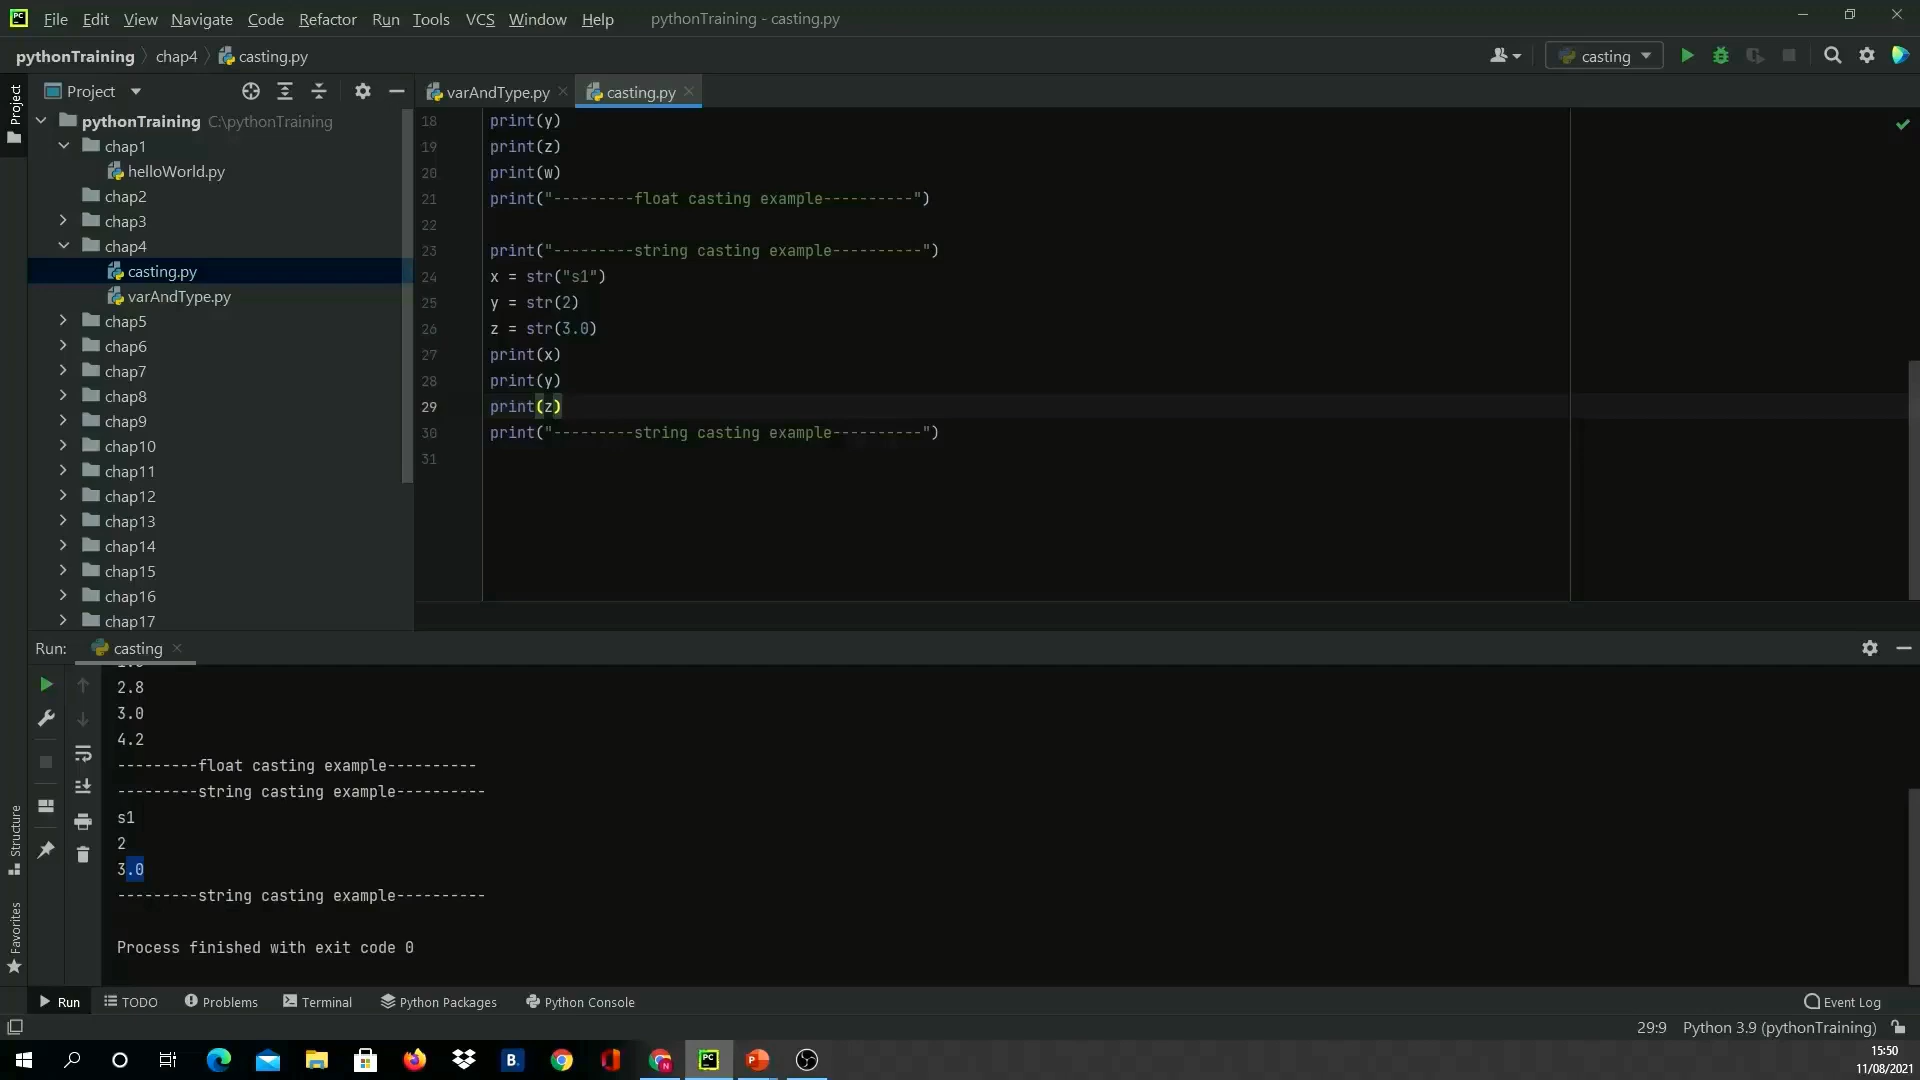 File Edit View Navigate Code Refactor Run Tools VCS Window Help pythonTraining - casting.py
pythonTraining chap4 casting.py casting
Project
Project varAndType.py casting.py
pythonTraining C:\pythonTraining
chap1
helloWorld.py
chap2
chap3
chap4
casting.py
varAndType.py
chap5
chap6
chap7
chap8
chap9
chap10
chap11
chap12
chap13
chap14
chap15
chap16
chap17
18 print(y)
19 print(z)
20 print(w)
21 print("---------float casting example----------")
22
23 print("---------string casting example----------")
24 x = str("s1")
25 y = str(2)
26 z = str(3.0)
27 print(x)
28 print(y)
29 print(z)
30 print("---------string casting example----------")
31
Run: casting
2.8
3.0
4.2
---------float casting example----------
---------string casting example----------
s1
2
3.0
---------string casting example----------
Process finished with exit code 0
Structure
Favorites
Run TODO Problems Terminal Python Packages Python Console Event Log
29:9 Python 3.9 (pythonTraining)
15:50
11/08/2021